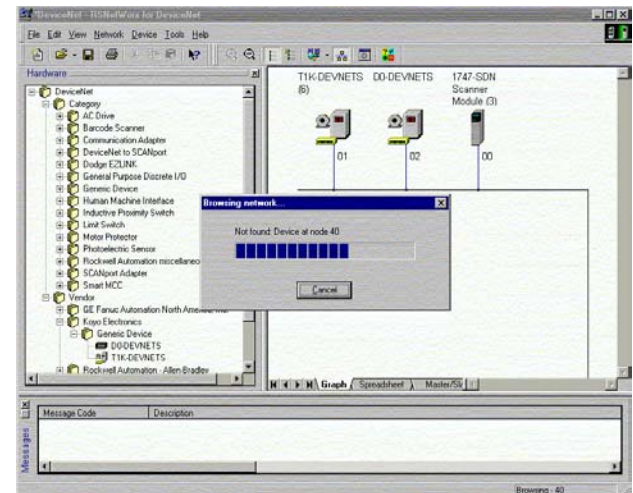 *DeviceNet - RSNetWorx for DeviceNet
File Edit View Network Device Tools Help
Hardware
DeviceNet
Category
AC Drive
Barcode Scanner
Communication Adapter
DeviceNet to SCANport
Dodge EZLINK
General Purpose Discrete I/O
Generic Device
Human Machine Interface
Inductive Proximity Switch
Limit Switch
Motor Protector
Photoelectric Sensor
Rockwell Automation miscellaneo
SCANport Adapter
Smart MCC
Vendor
GE Fanuc Automation North America
Koyo Electronics
Generic Device
D0-DEVNETS
T1K-DEVNETS
Rockwell Automation - Allen-Bradley
T1K-DEVNETS
(6)
D0-DEVNETS
1747-SDN
Scanner
Module (3)
01
02
00
Browsing network...
Not found: Device at node 40
Cancel
Graph Spreadsheet Master/Sl
Messages
Message Code Description
Browsing - 40